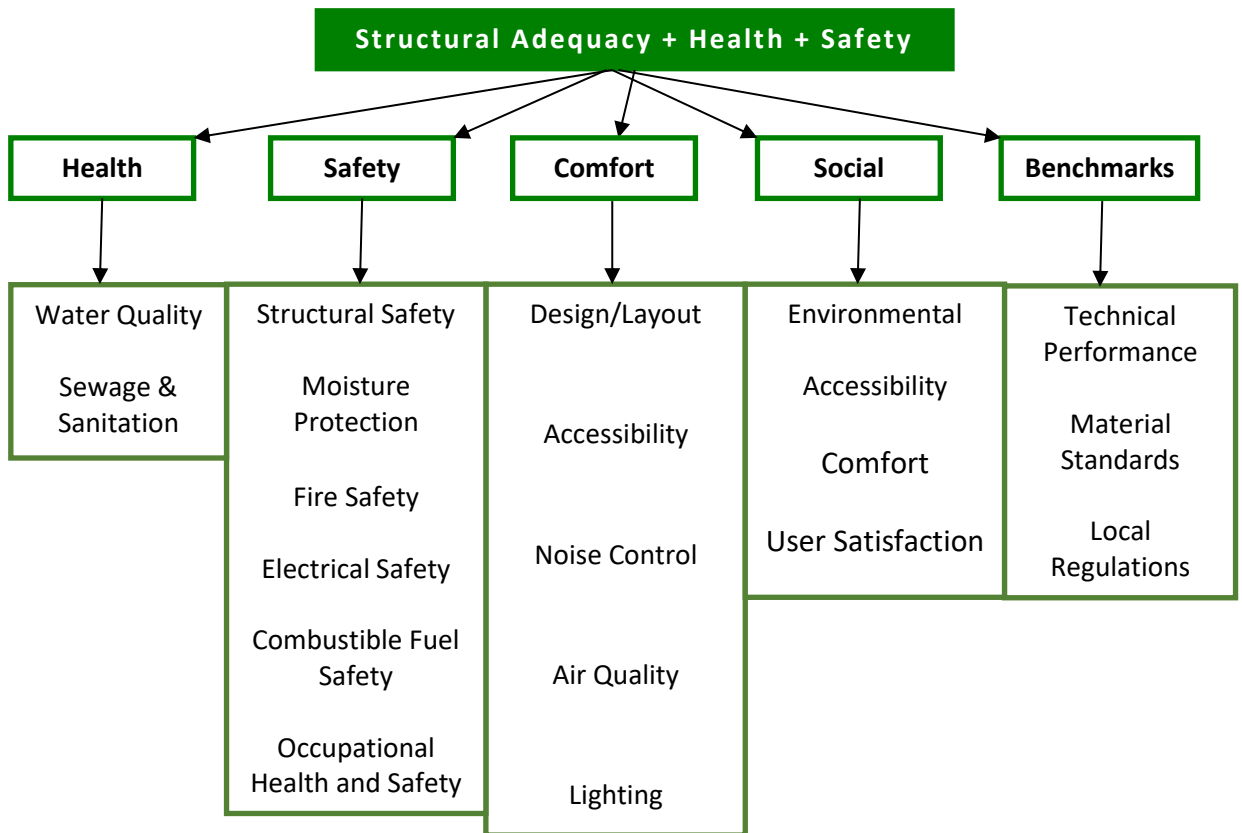 Structural Adequacy + Health + Safety
Health
Safety
Comfort
Social
Benchmarks
Water Quality
Sewage &
Sanitation
Structural Safety
Moisture
Protection
Fire Safety
Electrical Safety
Combustible Fuel
Safety
Occupational
Health and Safety
Design/Layout
Accessibility
Noise Control
Air Quality
Lighting
Environmental
Accessibility
Comfort
User Satisfaction
Technical
Performance
Material
Standards
Local
Regulations